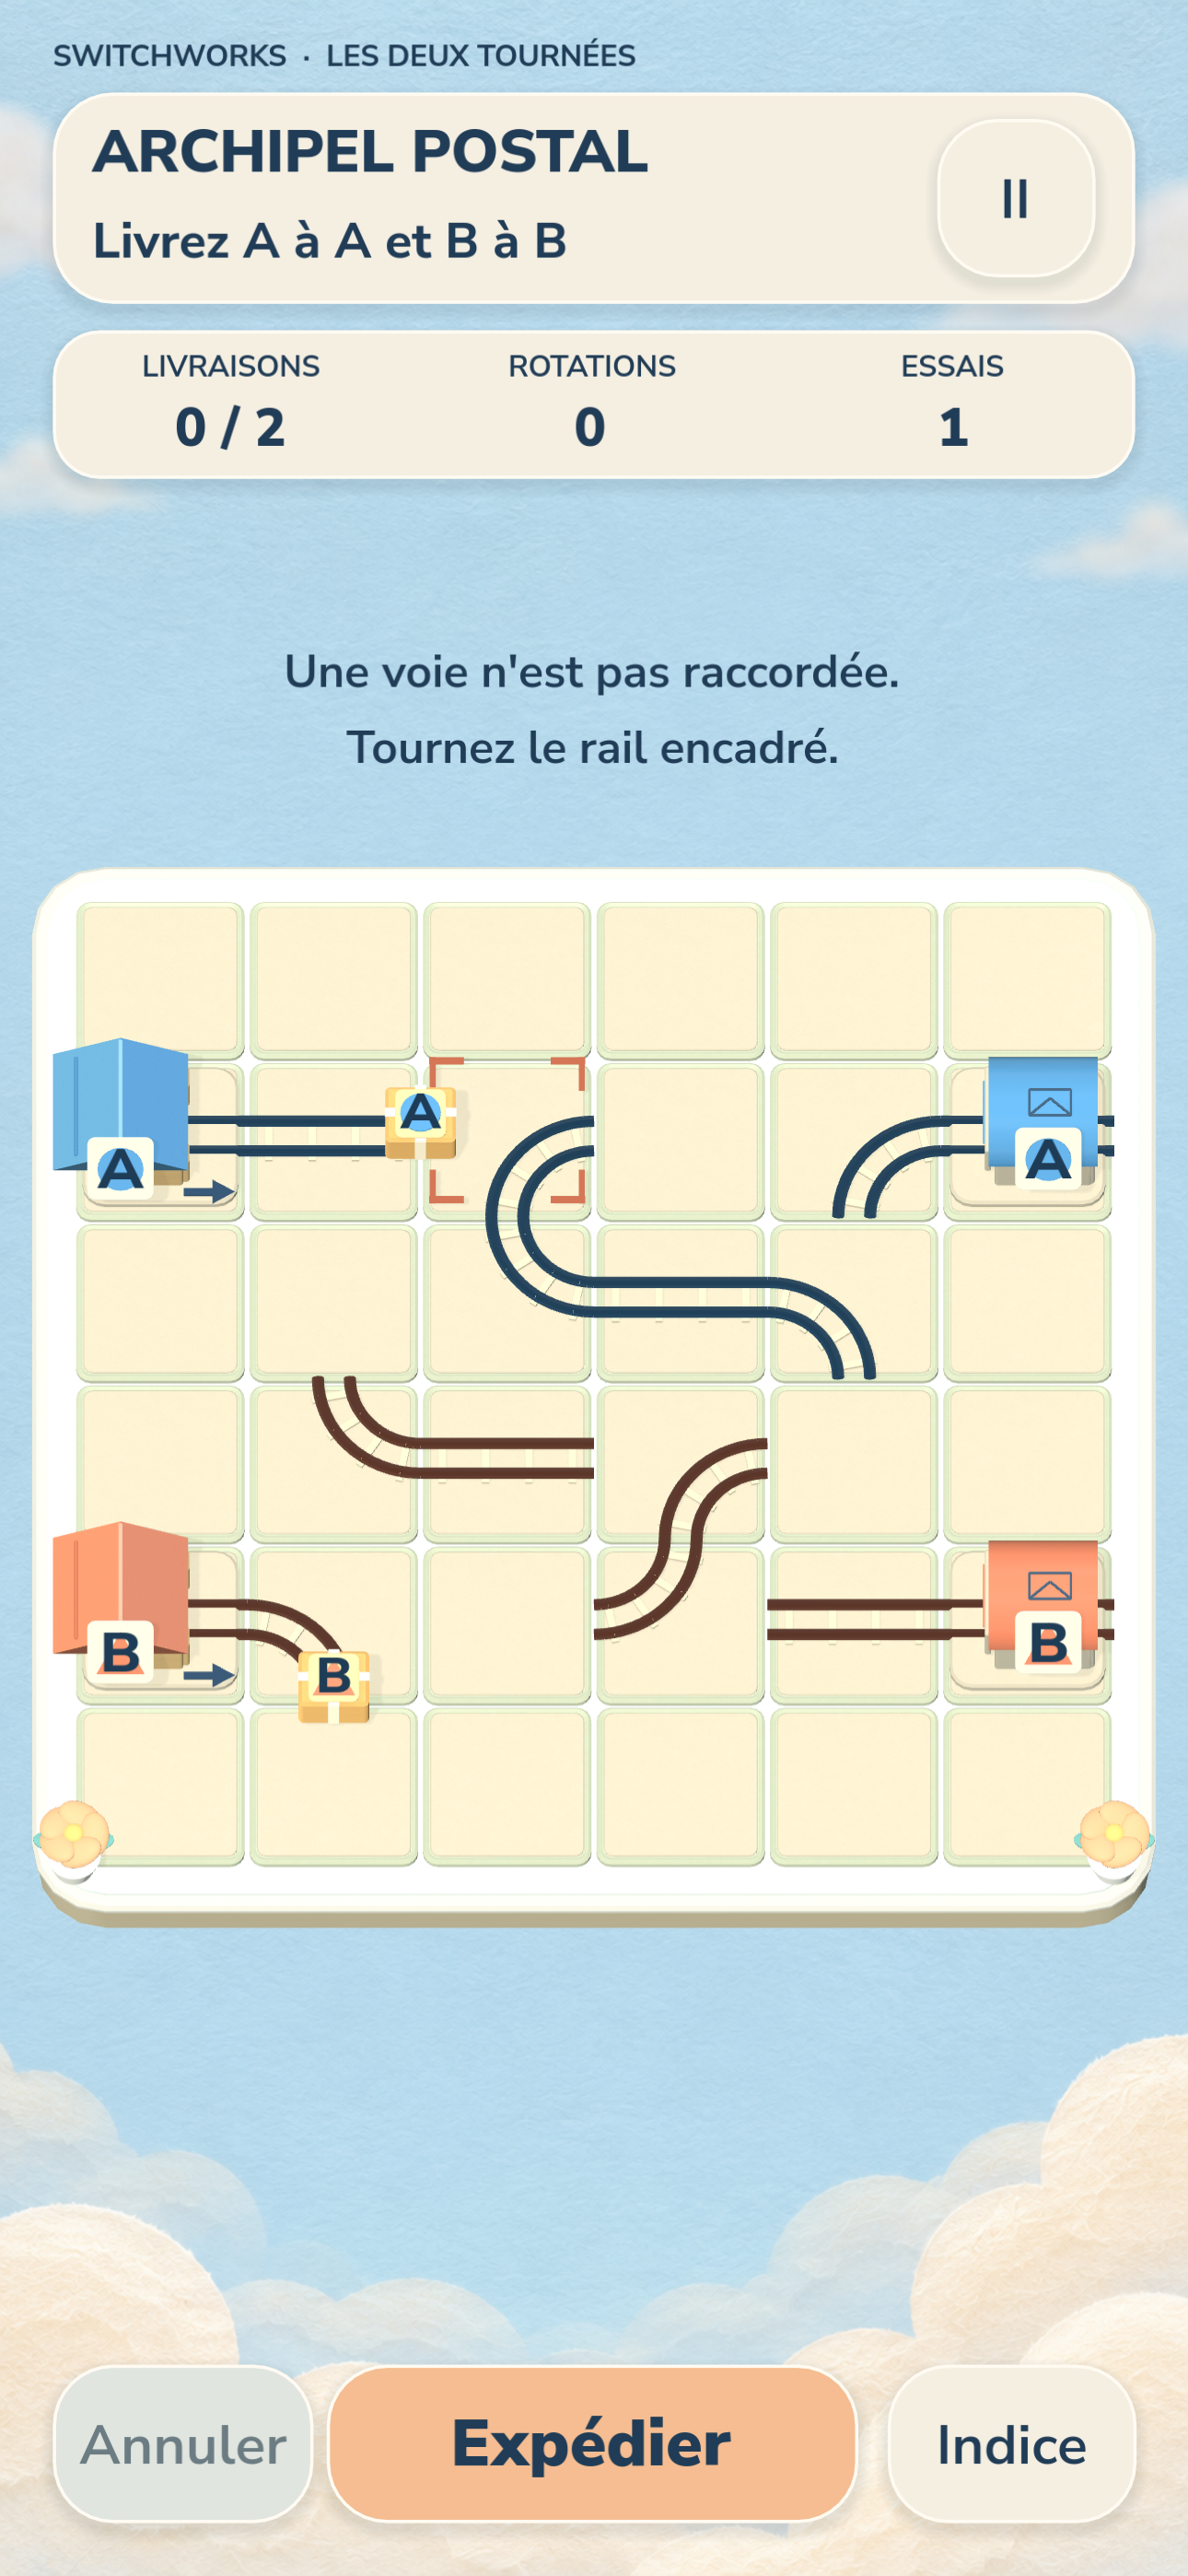 SWITCHWORKS · LES DEUX TOURNÉES
ARCHIPEL POSTAL
Livrez A à A et B à B
II
LIVRAISONS ROTATIONS ESSAIS
0 / 2 0 1
Une voie n'est pas raccordée.
Tournez le rail encadré.
A
A A
B B
B
Annuler Expédier Indice